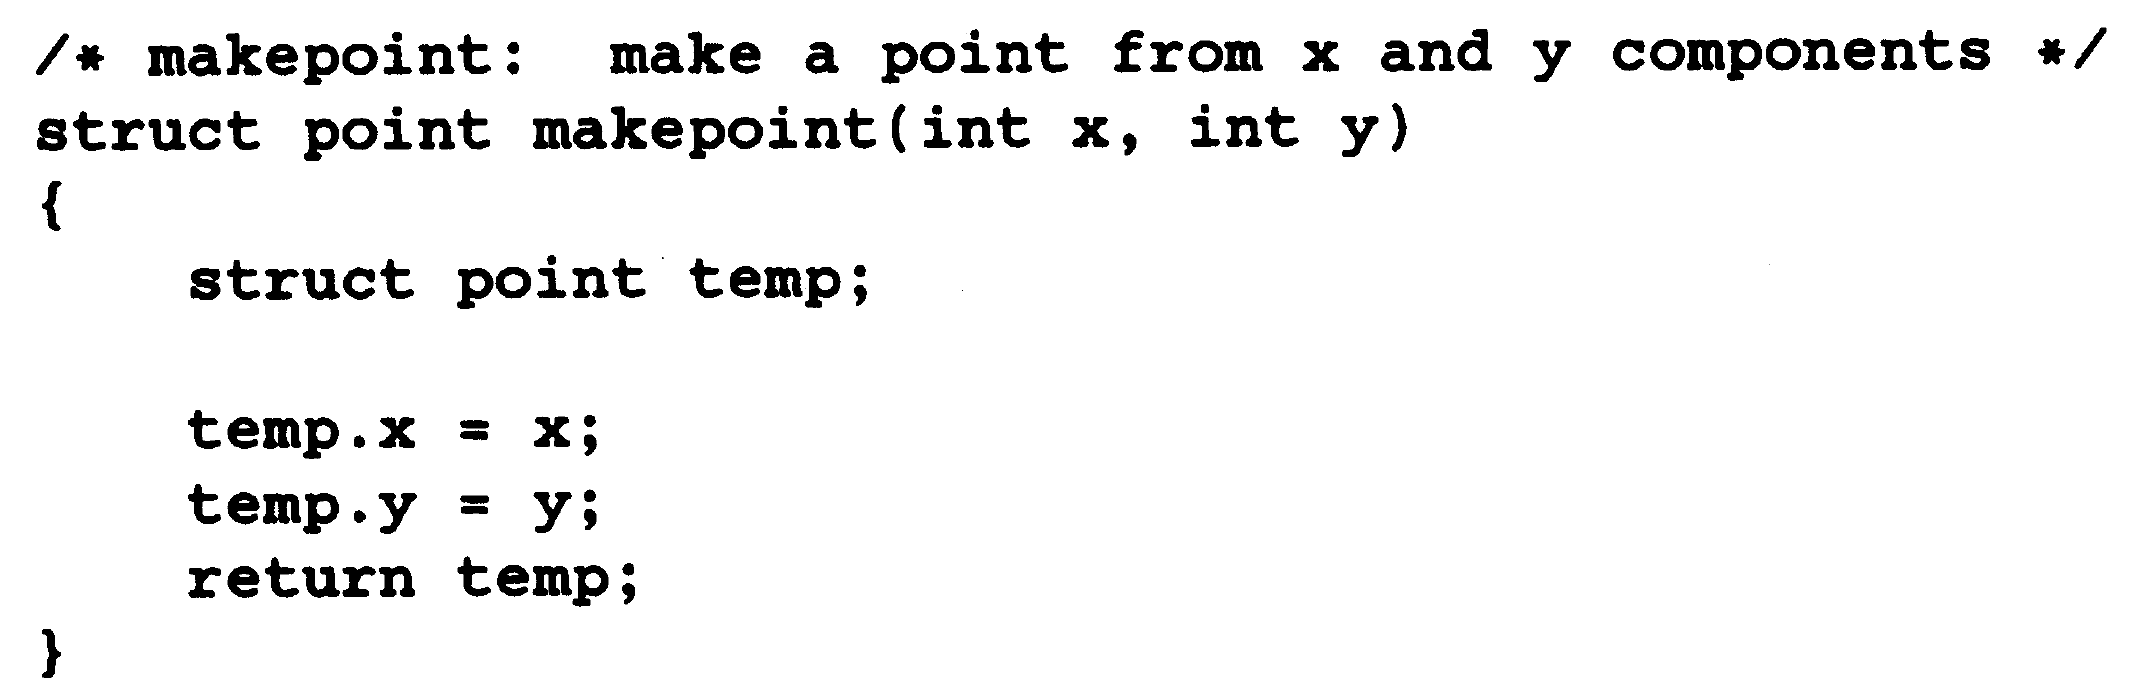 /* makepoint:  make a point from x and y components */
struct point makepoint(int x, int y)
{
    struct point temp;

    temp.x = x;
    temp.y = y;
    return temp;
}